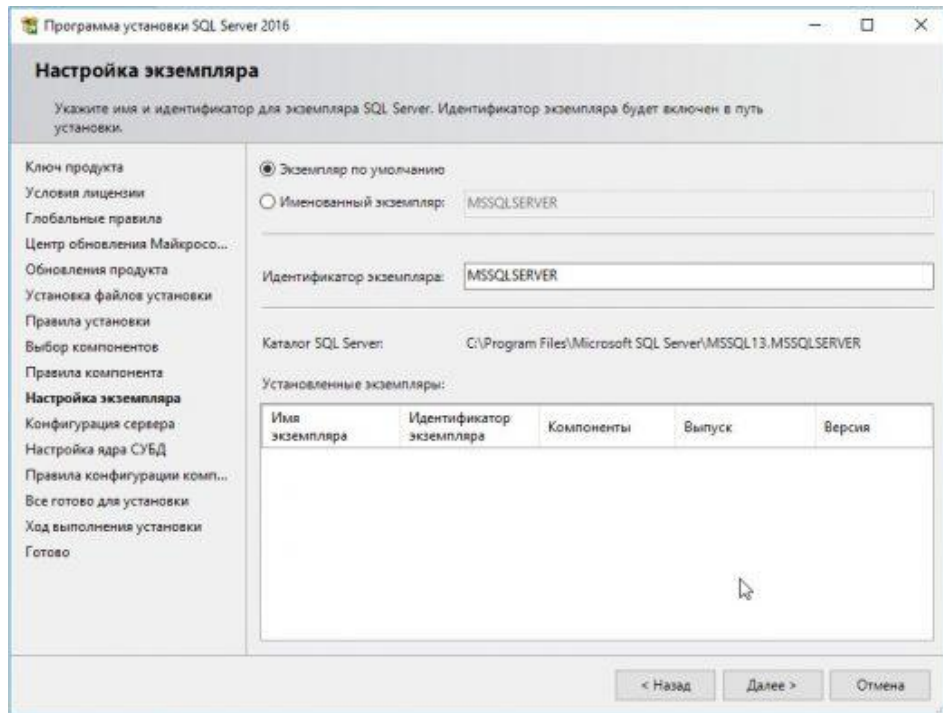 Программа установки SQL Server 2016
Настройка экземпляра
Укажите имя и идентификатор для экземпляра SQL Server. Идентификатор экземпляра будет включен в путь
установки.
Ключ продукта
Условия лицензии
Глобальные правила
Центр обновления Майкросо...
Обновления продукта
Установка файлов установки
Правила установки
Выбор компонентов
Правила компонента
Настройка экземпляра
Конфигурация сервера
Настройка ядра СУБД
Правила конфигурации комп...
Все готово для установки
Ход выполнения установки
Готово
Экземпляр по умолчанию
Именованный экземпляр: MSSQLSERVER
Идентификатор экземпляра: MSSQLSERVER
Каталог SQL Server: C:\Program Files\Microsoft SQL Server\MSSQL13.MSSQLSERVER
Установленные экземпляры:
Имя экземпляра Идентификатор экземпляра Компоненты Выпуск Версия
< Назад Далее > Отмена